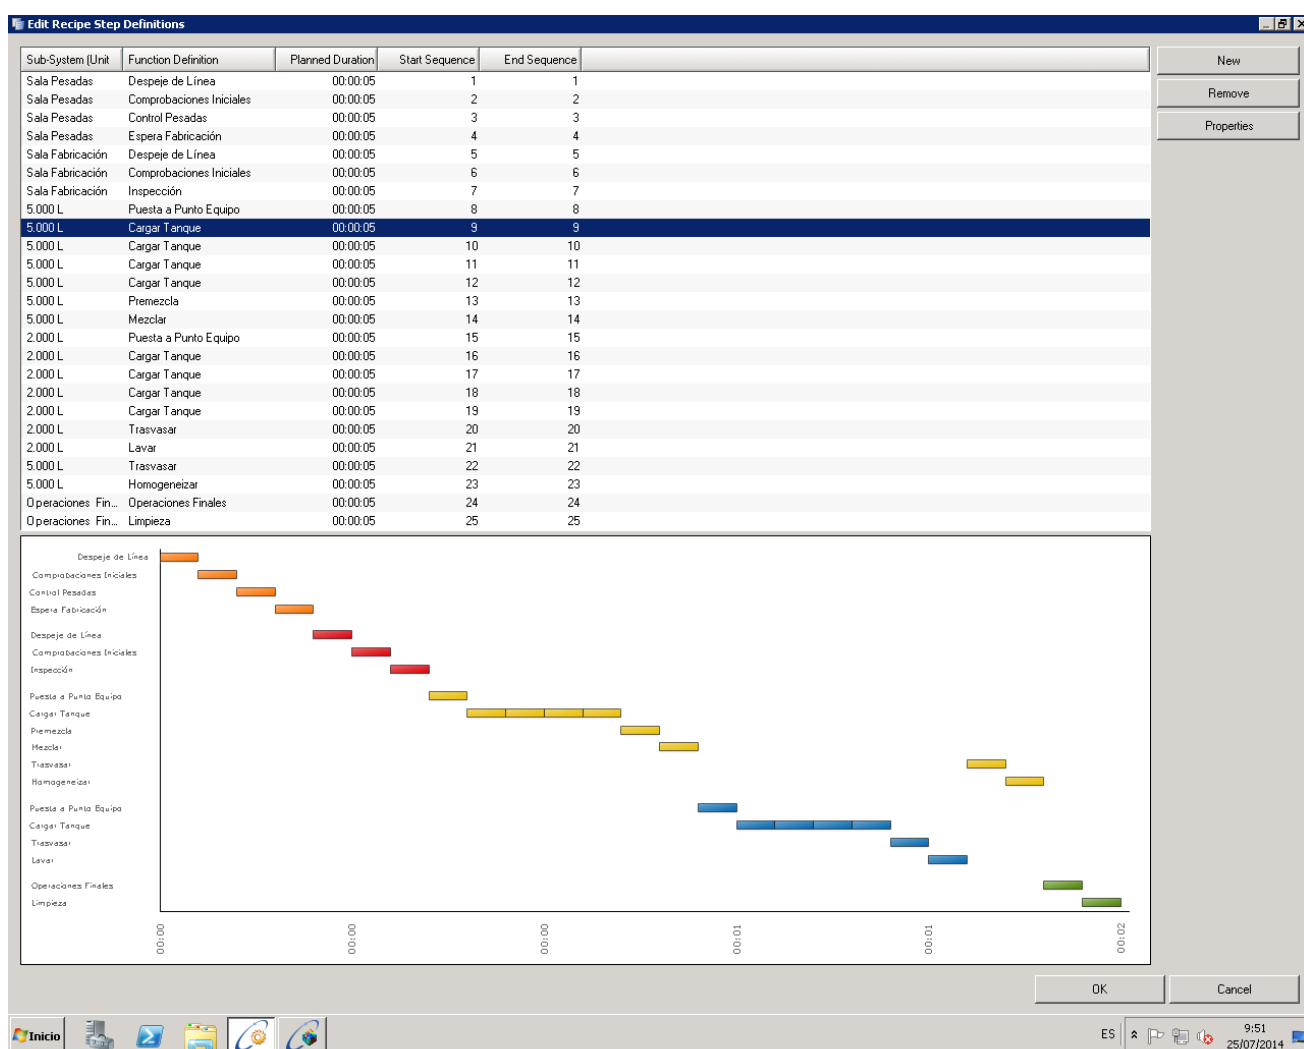 Edit Recipe Step Definitions
Sub-System (Unit Function Definition Planned Duration Start Sequence End Sequence
Sala Pesadas Despeje de Línea 00:00:05 1 1
Sala Pesadas Comprobaciones Iniciales 00:00:05 2 2
Sala Pesadas Control Pesadas 00:00:05 3 3
Sala Pesadas Espera Fabricación 00:00:05 4 4
Sala Fabricación Despeje de Línea 00:00:05 5 5
Sala Fabricación Comprobaciones Iniciales 00:00:05 6 6
Sala Fabricación Inspección 00:00:05 7 7
5.000 L Puesta a Punto Equipo 00:00:05 8 8
5.000 L Cargar Tanque 00:00:05 9 9
5.000 L Cargar Tanque 00:00:05 10 10
5.000 L Cargar Tanque 00:00:05 11 11
5.000 L Cargar Tanque 00:00:05 12 12
5.000 L Premezcla 00:00:05 13 13
5.000 L Mezclar 00:00:05 14 14
2.000 L Puesta a Punto Equipo 00:00:05 15 15
2.000 L Cargar Tanque 00:00:05 16 16
2.000 L Cargar Tanque 00:00:05 17 17
2.000 L Cargar Tanque 00:00:05 18 18
2.000 L Cargar Tanque 00:00:05 19 19
2.000 L Trasvasar 00:00:05 20 20
2.000 L Lavar 00:00:05 21 21
5.000 L Trasvasar 00:00:05 22 22
5.000 L Homogeneizar 00:00:05 23 23
Operaciones Fin... Operaciones Finales 00:00:05 24 24
Operaciones Fin... Limpieza 00:00:05 25 25
New
Remove
Properties
Despeje de Línea
Comprobaciones Iniciales
Control Pesadas
Espera Fabricación
Despeje de Línea
Comprobaciones Iniciales
Inspección
Puesta a Punto Equipo
Cargar Tanque
Premezcla
Mezclar
Trasvasar
Homogeneizar
Puesta a Punto Equipo
Cargar Tanque
Trasvasar
Lavar
Operaciones Finales
Limpieza
00:00 00:00 00:00 00:01 00:01 00:02
OK Cancel
Inicio
ES 9:51
25/07/2014